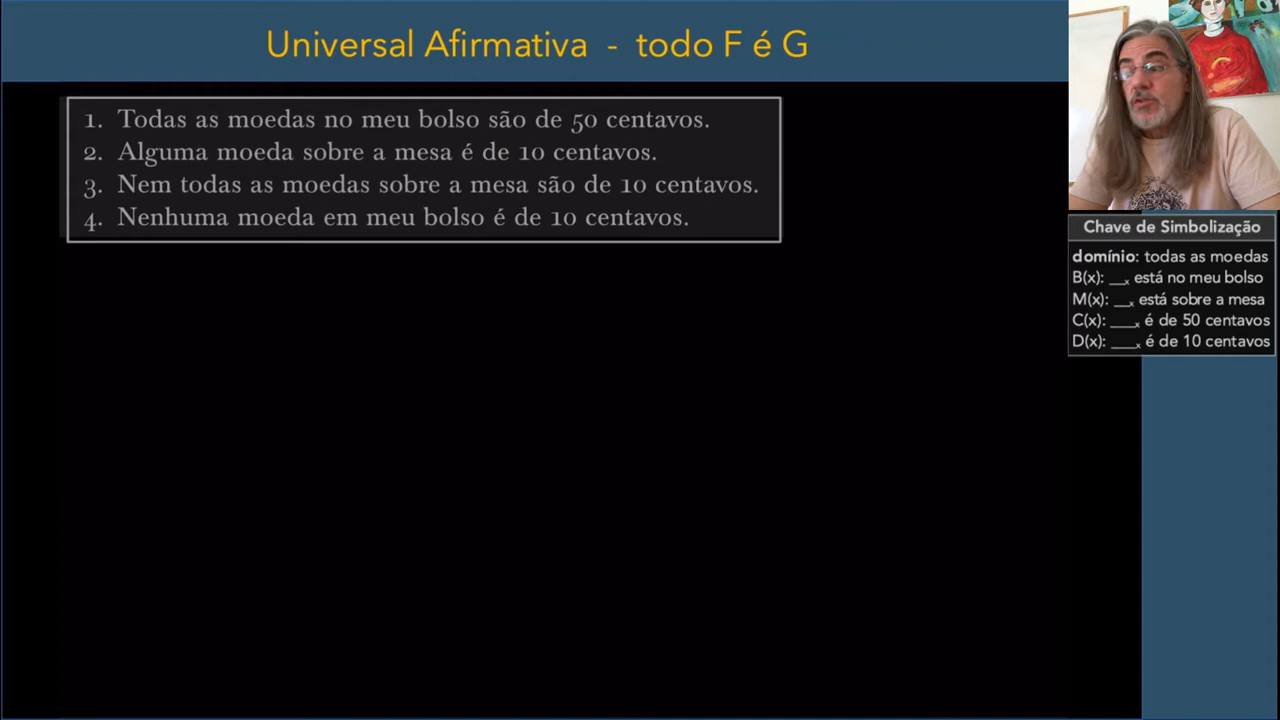 Universal Afirmativa - todo F é G
1. Todas as moedas no meu bolso são de 50 centavos.
2. Alguma moeda sobre a mesa é de 10 centavos.
3. Nem todas as moedas sobre a mesa são de 10 centavos.
4. Nenhuma moeda em meu bolso é de 10 centavos.
Chave de Simbolização
domínio: todas as moedas
B(x): __ₓ está no meu bolso
M(x): __ₓ está sobre a mesa
C(x): ___ₓ é de 50 centavos
D(x): ___ₓ é de 10 centavos